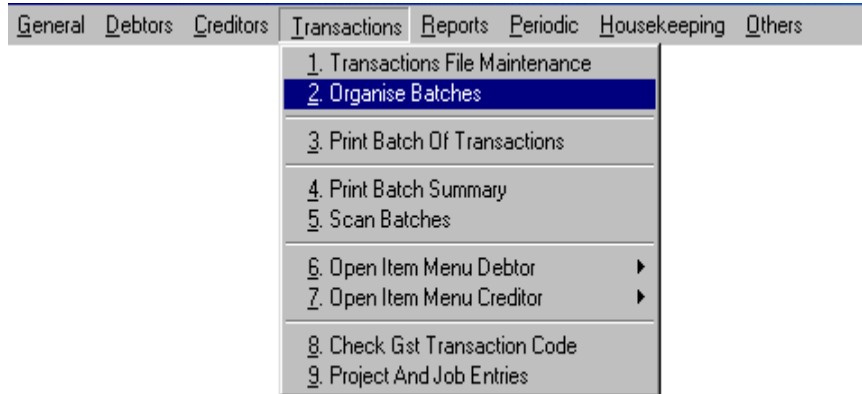 General Debtors Creditors Transactions Reports Periodic Housekeeping Others
1. Transactions File Maintenance
2. Organise Batches
3. Print Batch Of Transactions
4. Print Batch Summary
5. Scan Batches
6. Open Item Menu Debtor
7. Open Item Menu Creditor
8. Check Gst Transaction Code
9. Project And Job Entries